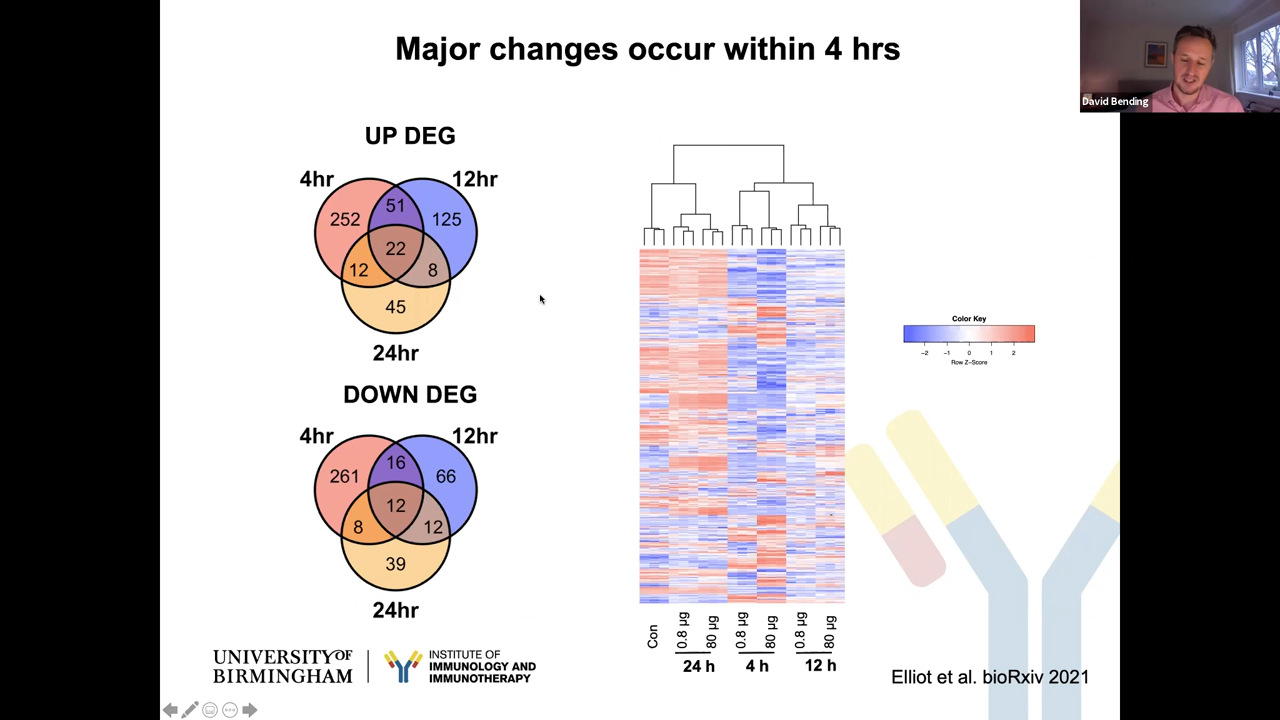 Major changes occur within 4 hrs
David Bending
UP DEG
4hr
12hr
252
51
125
22
12
8
45
24hr
DOWN DEG
4hr
12hr
261
16
66
12
8
12
39
24hr
Color Key
-2 -1 0 1 2
Row Z-Score
Con
0.8 µg
80 µg
0.8 µg
80 µg
0.8 µg
80 µg
24 h
4 h
12 h
UNIVERSITY OF
BIRMINGHAM
INSTITUTE OF
IMMUNOLOGY AND
IMMUNOTHERAPY
Elliot et al. bioRxiv 2021